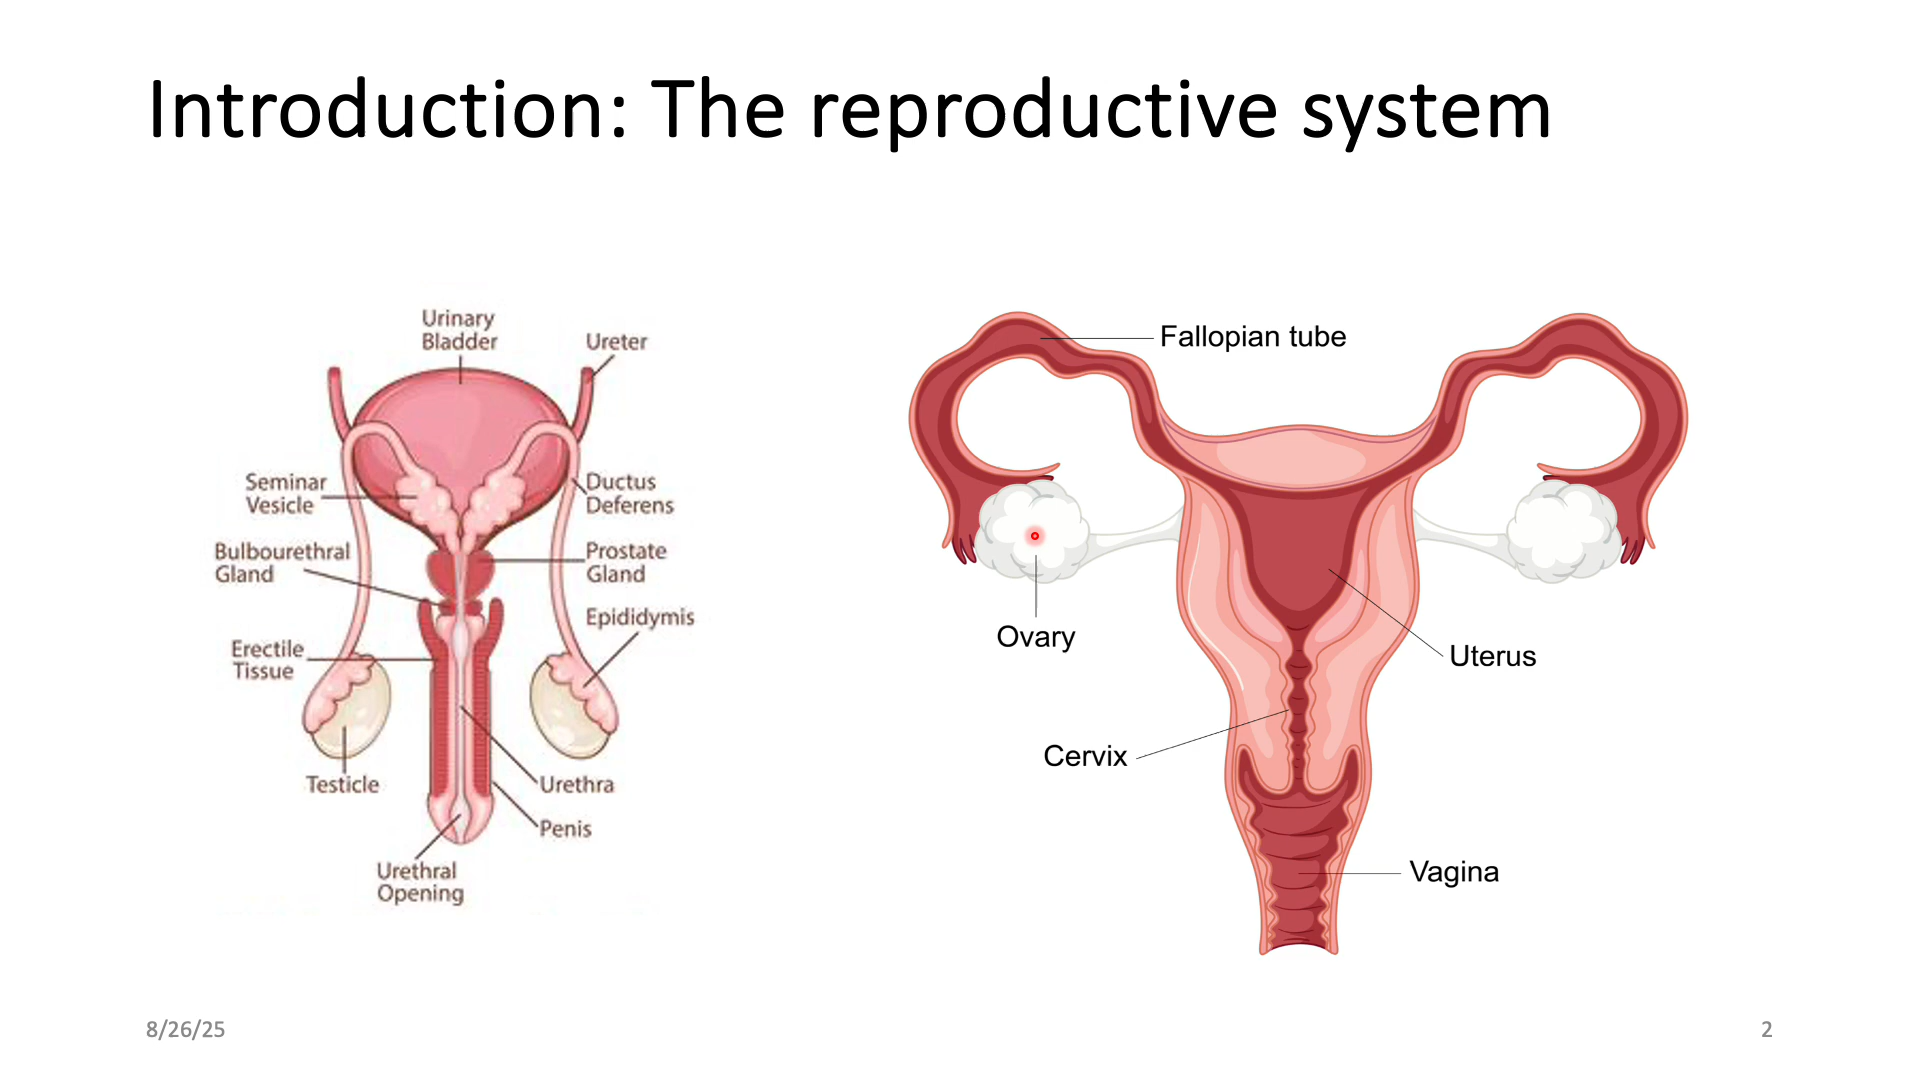 Introduction: The reproductive system
Urinary
Bladder
Ureter
Seminar
Vesicle
Ductus
Deferens
Bulbourethral
Gland
Prostate
Gland
Epididymis
Erectile
Tissue
Testicle
Urethra
Penis
Urethral
Opening
Fallopian tube
Ovary
Uterus
Cervix
Vagina
8/26/25
2